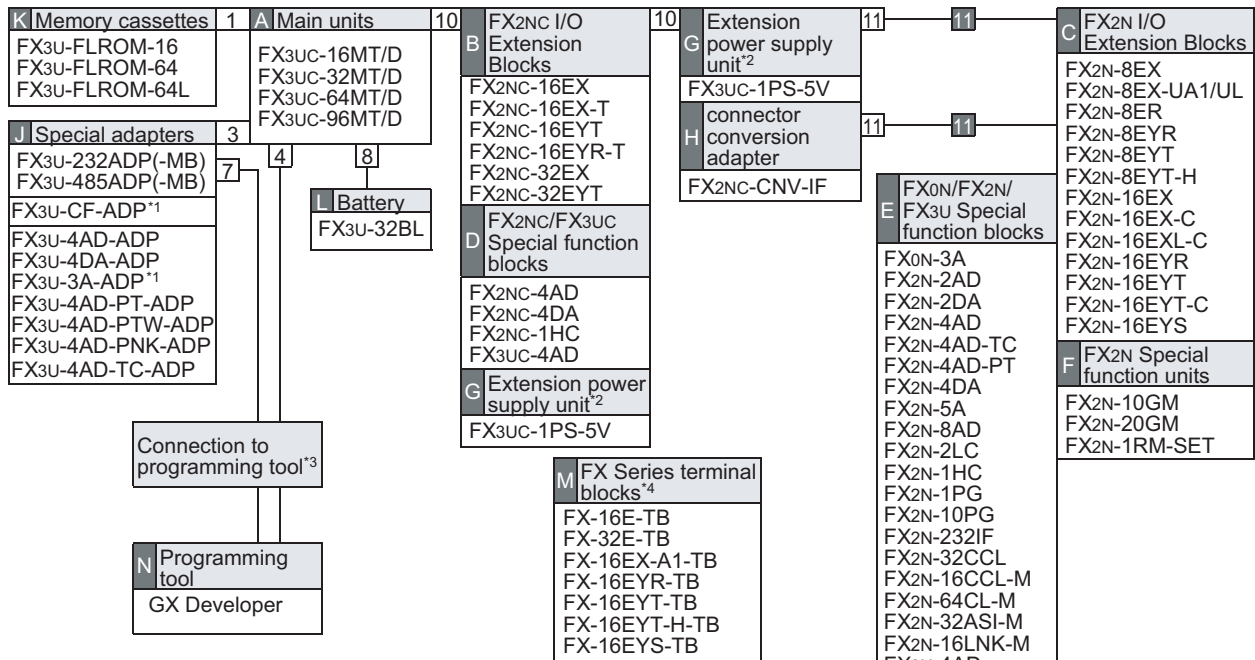 K Memory cassettes
1
FX3U-FLROM-16
FX3U-FLROM-64
FX3U-FLROM-64L
J Special adapters
3
FX3U-232ADP(-MB)
FX3U-485ADP(-MB)
7
FX3U-CF-ADP*1
FX3U-4AD-ADP
FX3U-4DA-ADP
FX3U-3A-ADP*1
FX3U-4AD-PT-ADP
FX3U-4AD-PTW-ADP
FX3U-4AD-PNK-ADP
FX3U-4AD-TC-ADP
A Main units
10
FX3UC-16MT/D
FX3UC-32MT/D
FX3UC-64MT/D
FX3UC-96MT/D
4
8
L Battery
FX3U-32BL
Connection to
programming tool*3
N Programming
tool
GX Developer
B FX2NC I/O
Extension
Blocks
10
FX2NC-16EX
FX2NC-16EX-T
FX2NC-16EYT
FX2NC-16EYR-T
FX2NC-32EX
FX2NC-32EYT
D FX2NC/FX3UC
Special function
blocks
FX2NC-4AD
FX2NC-4DA
FX2NC-1HC
FX3UC-4AD
G Extension power
supply unit*2
FX3UC-1PS-5V
M FX Series terminal
blocks*4
FX-16E-TB
FX-32E-TB
FX-16EX-A1-TB
FX-16EYR-TB
FX-16EYT-TB
FX-16EYT-H-TB
FX-16EYS-TB
G Extension
power supply
unit*2
11
11
FX3UC-1PS-5V
H connector
conversion
adapter
11
11
FX2NC-CNV-IF
E FX0N/FX2N/
FX3U Special
function blocks
FX0N-3A
FX2N-2AD
FX2N-2DA
FX2N-4AD
FX2N-4AD-TC
FX2N-4AD-PT
FX2N-4DA
FX2N-5A
FX2N-8AD
FX2N-2LC
FX2N-1HC
FX2N-1PG
FX2N-10PG
FX2N-232IF
FX2N-32CCL
FX2N-16CCL-M
FX2N-64CL-M
FX2N-32ASI-M
FX2N-16LNK-M
C FX2N I/O
Extension Blocks
FX2N-8EX
FX2N-8EX-UA1/UL
FX2N-8ER
FX2N-8EYR
FX2N-8EYT
FX2N-8EYT-H
FX2N-16EX
FX2N-16EX-C
FX2N-16EXL-C
FX2N-16EYR
FX2N-16EYT
FX2N-16EYT-C
FX2N-16EYS
F FX2N Special
function units
FX2N-10GM
FX2N-20GM
FX2N-1RM-SET